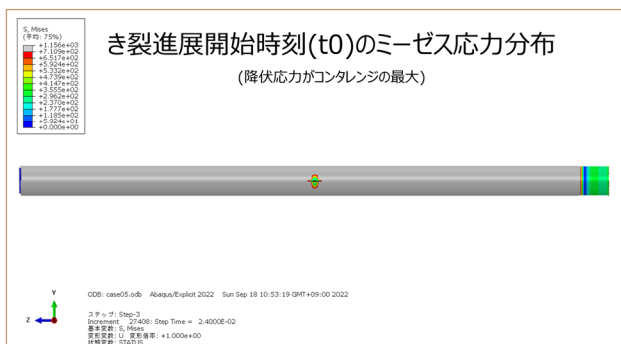 S, Mises
(平均: 75%)
+1.156e+03
+7.109e+02
+6.517e+02
+5.924e+02
+5.332e+02
+4.739e+02
+4.147e+02
+3.555e+02
+2.962e+02
+2.370e+02
+1.777e+02
+1.185e+02
+5.924e+01
+0.000e+00
き裂進展開始時刻(t0)のミーゼス応力分布
(降伏応力がコンタレンジの最大)
Y
Z
ODB: case05.odb Abaqus/Explicit 2022 Sun Sep 18 10:53:19 GMT+09:00 2022
ステップ: Step-3
Increment 27408: Step Time = 2.4000E-02
基本変数: S, Mises
変形変数: U 変形倍率: +1.000e+00
状態変数: STATUS